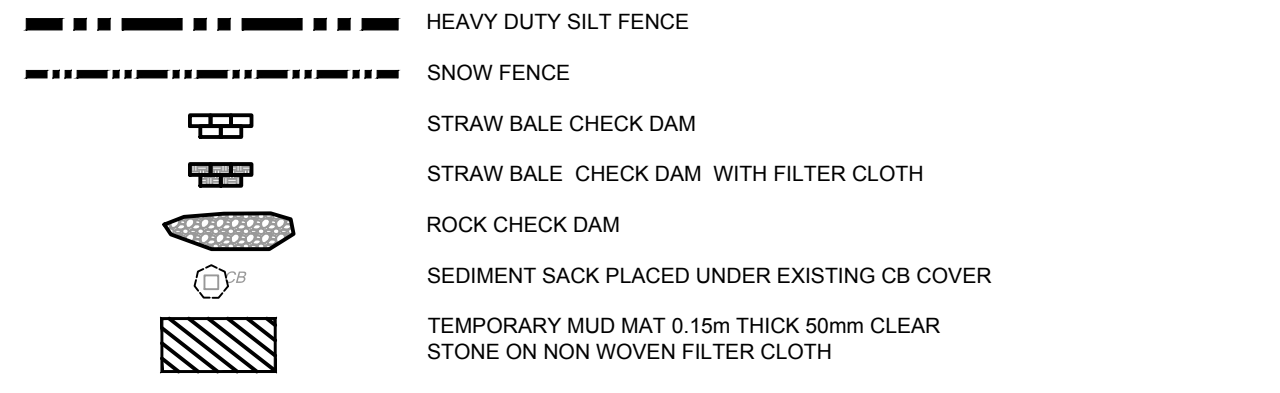 HEAVY DUTY SILT FENCE
SNOW FENCE
STRAW BALE CHECK DAM
STRAW BALE CHECK DAM WITH FILTER CLOTH
ROCK CHECK DAM
CB
SEDIMENT SACK PLACED UNDER EXISTING CB COVER
TEMPORARY MUD MAT 0.15m THICK 50mm CLEAR
STONE ON NON WOVEN FILTER CLOTH